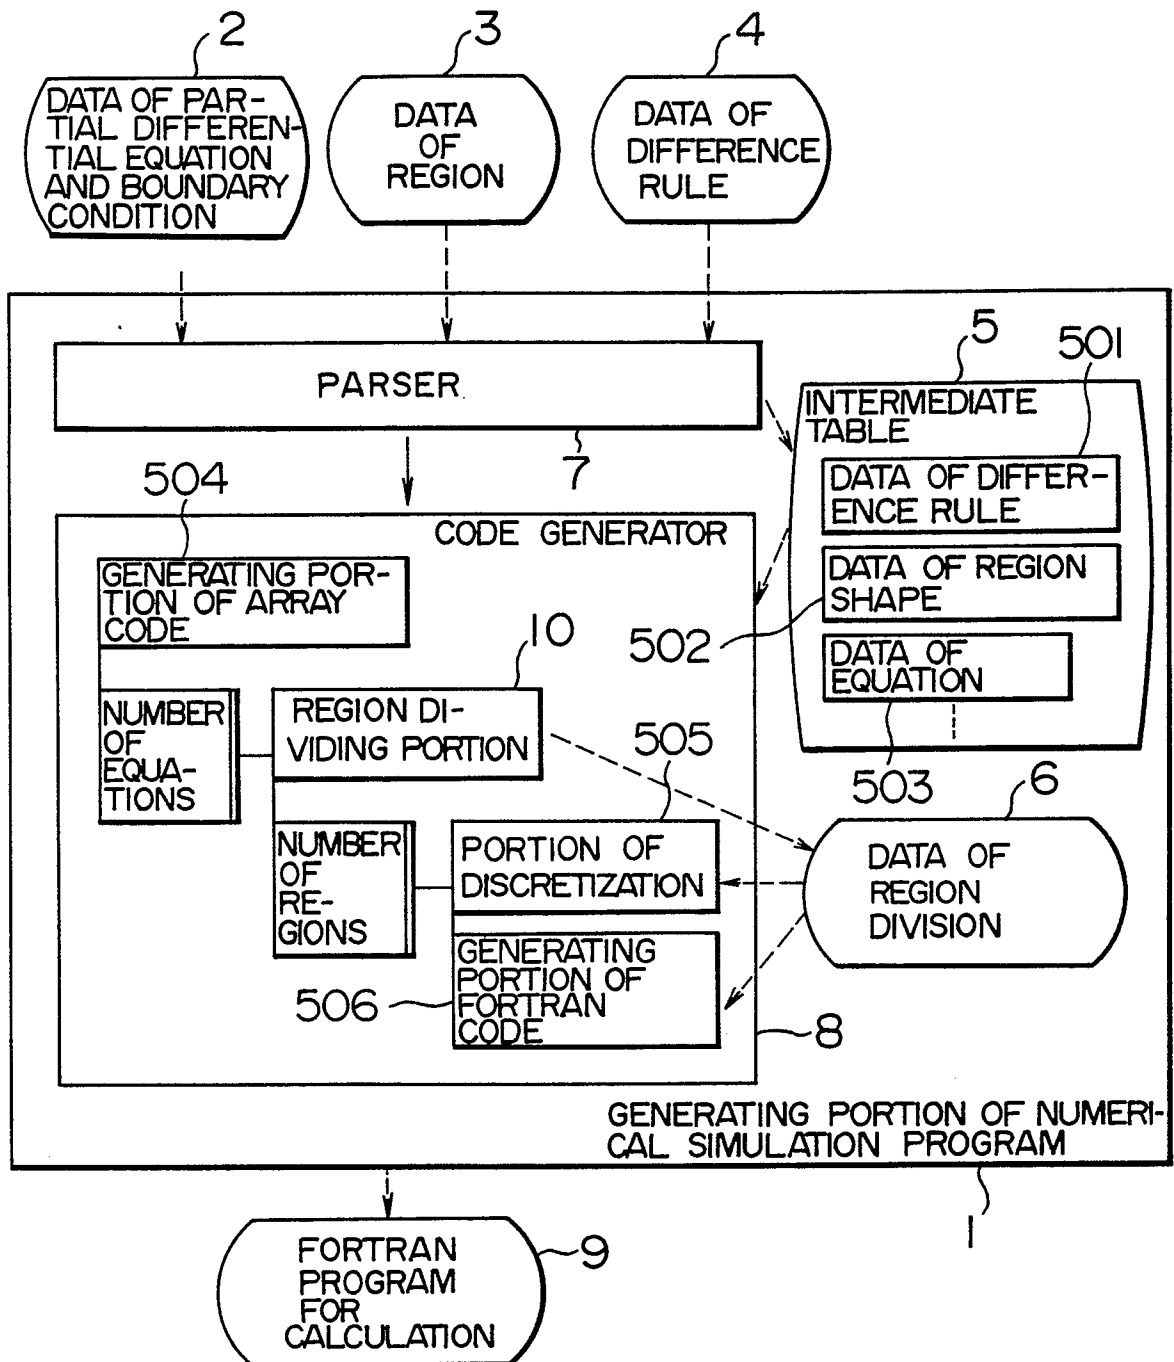 2
3
4
DATA OF PAR-
TIAL DIFFEREN-
TIAL EQUATION
AND BOUNDARY
CONDITION
DATA
OF
REGION
DATA OF
DIFFERENCE
RULE
PARSER
7
5
501
INTERMEDIATE
TABLE
DATA OF DIFFER-
ENCE RULE
DATA OF REGION
SHAPE
502
DATA OF
EQUATION
503
504
CODE GENERATOR
GENERATING POR-
TION OF ARRAY
CODE
10
NUMBER
OF
EQUA-
TIONS
REGION DI-
VIDING PORTION
505
NUMBER
OF
RE-
GIONS
PORTION OF
DISCRETIZATION
6
DATA OF
REGION
DIVISION
506
GENERATING
PORTION OF
FORTRAN
CODE
8
GENERATING PORTION OF NUMERI-
CAL SIMULATION PROGRAM
1
FORTRAN
PROGRAM
FOR
CALCULATION
9